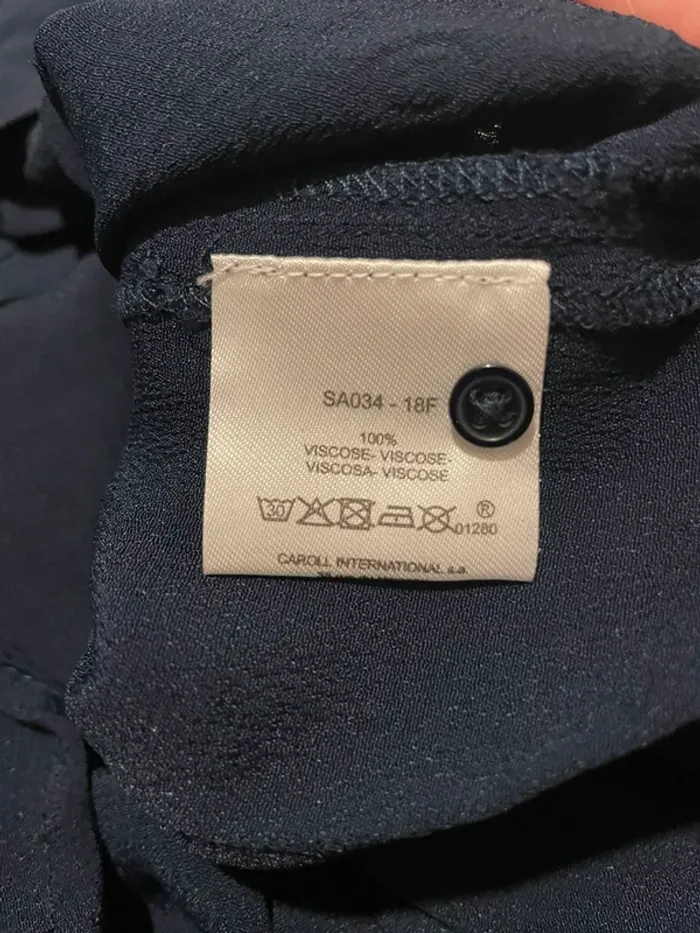 SA034 - 18F
100%
VISCOSE- VISCOSE-
VISCOSA- VISCOSE
30
®
01280
CAROLL INTERNATIONAL s.a.